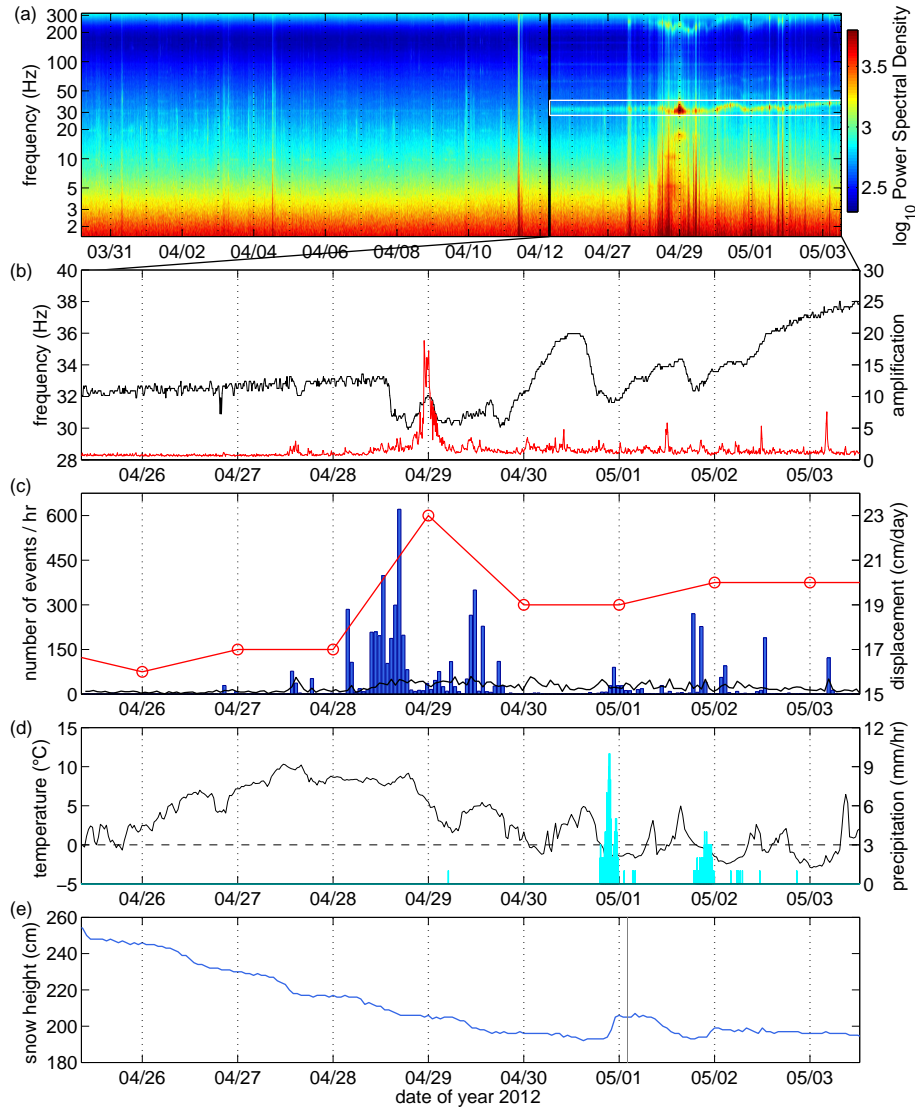 (a)
300
200
100
50
30
20
10
5
3
2
frequency (Hz)
03/31 04/02 04/04 04/06 04/08 04/10 04/12 04/27 04/29 05/01 05/03
3.5
3
2.5
log10 Power Spectral Density
(b)
40
38
36
34
32
30
28
frequency (Hz)
30
25
20
15
10
5
0
amplification
04/26 04/27 04/28 04/29 04/30 05/01 05/02 05/03
(c)
600
450
300
150
0
number of events / hr
23
21
19
17
15
displacement (cm/day)
04/26 04/27 04/28 04/29 04/30 05/01 05/02 05/03
(d)
15
10
5
0
−5
temperature (°C)
12
9
6
3
0
precipitation (mm/hr)
04/26 04/27 04/28 04/29 04/30 05/01 05/02 05/03
(e)
260
240
220
200
180
snow height (cm)
04/26 04/27 04/28 04/29 04/30 05/01 05/02 05/03
date of year 2012